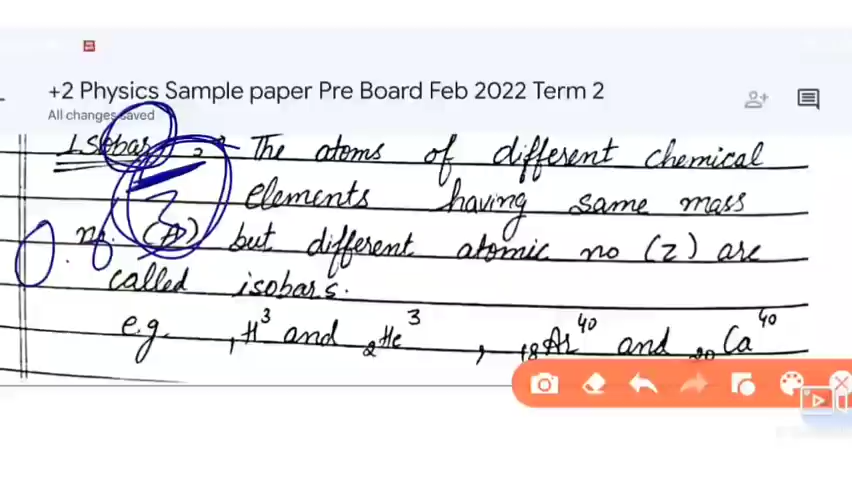 +2 Physics Sample paper Pre Board Feb 2022 Term 2
All changes saved
Isobar :→ The atoms of different chemical
elements having same mass
no. (A) but different atomic no (Z) are
called isobars.
e.g ₁H³ and ₂He³ , ₁₈Ar⁴⁰ and ₂₀Ca⁴⁰